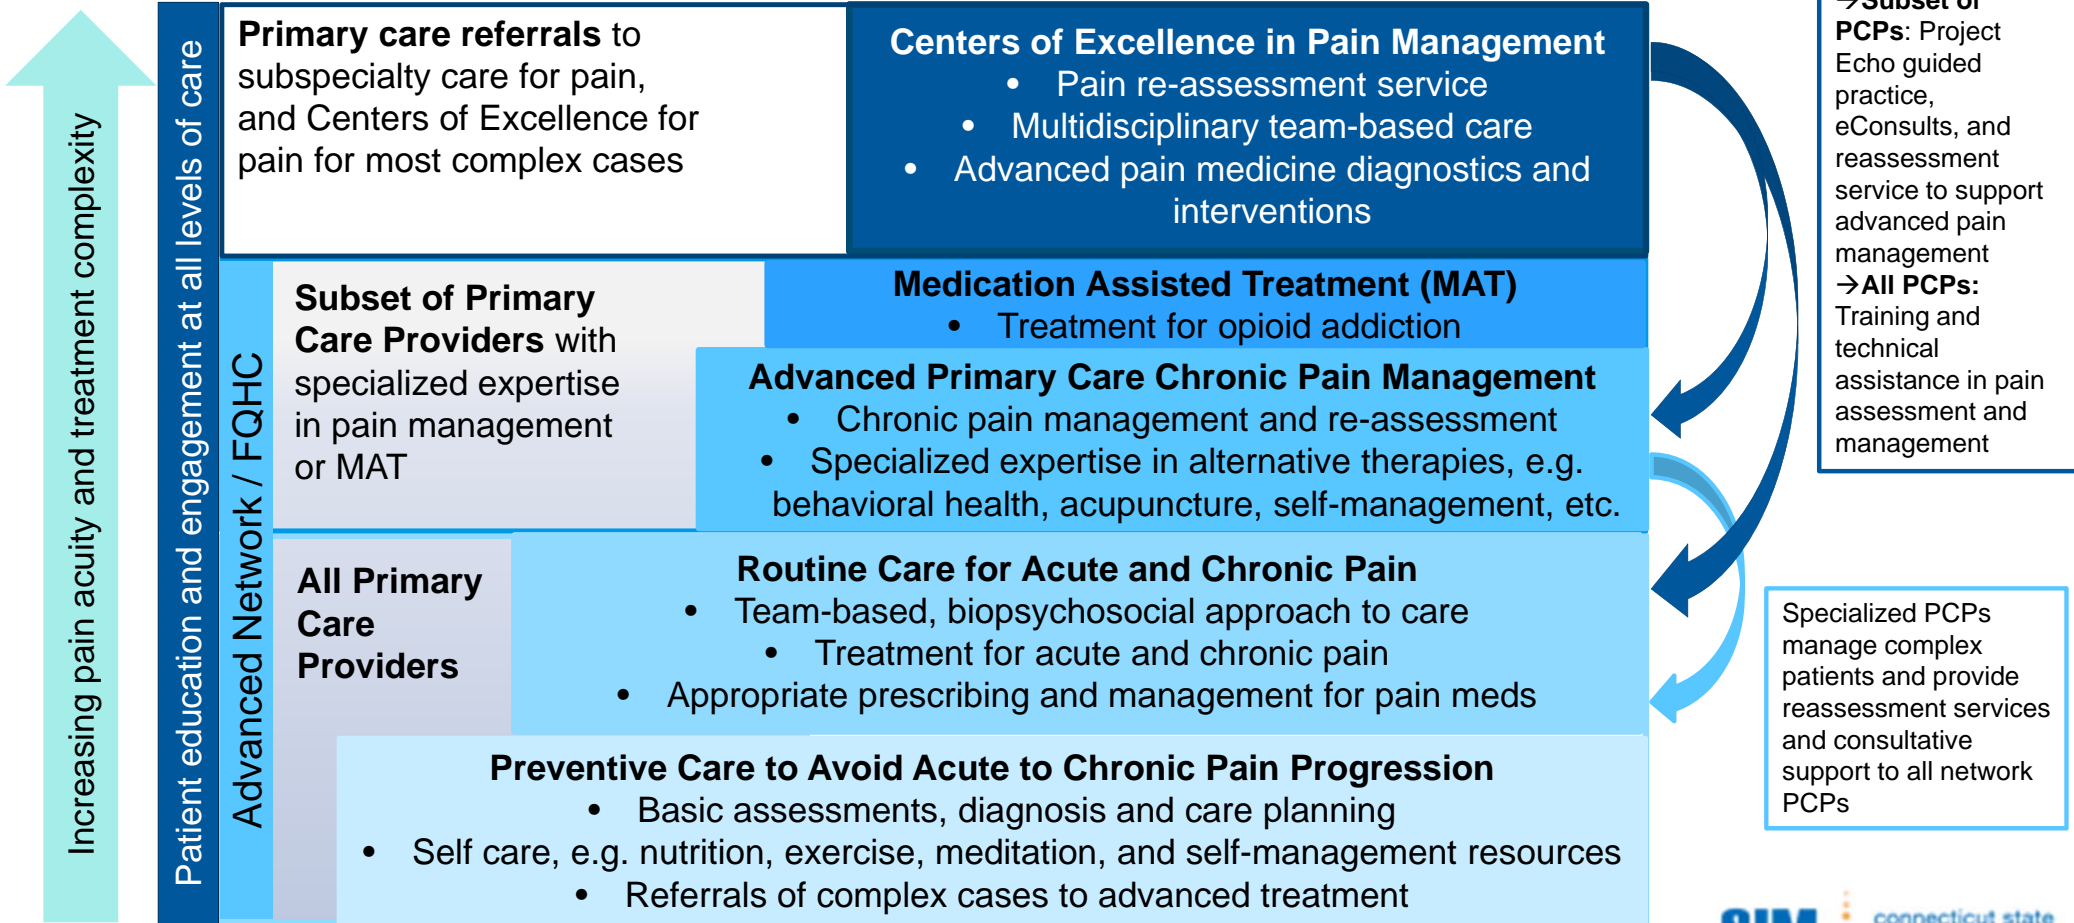 Increasing pain acuity and treatment complexity
Patient education and engagement at all levels of care
Primary care referrals to
subspecialty care for pain,
and Centers of Excellence for
pain for most complex cases
Centers of Excellence in Pain Management
• Pain re-assessment service
• Multidisciplinary team-based care
• Advanced pain medicine diagnostics and
interventions
Advanced Network / FQHC
Subset of Primary
Care Providers with
specialized expertise
in pain management
or MAT
Medication Assisted Treatment (MAT)
• Treatment for opioid addiction
Advanced Primary Care Chronic Pain Management
• Chronic pain management and re-assessment
• Specialized expertise in alternative therapies, e.g.
behavioral health, acupuncture, self-management, etc.
All Primary
Care
Providers
Routine Care for Acute and Chronic Pain
• Team-based, biopsychosocial approach to care
• Treatment for acute and chronic pain
• Appropriate prescribing and management for pain meds
Preventive Care to Avoid Acute to Chronic Pain Progression
• Basic assessments, diagnosis and care planning
• Self care, e.g. nutrition, exercise, meditation, and self-management resources
• Referrals of complex cases to advanced treatment
→Subset of
PCPs: Project
Echo guided
practice,
eConsults, and
reassessment
service to support
advanced pain
management
→All PCPs:
Training and
technical
assistance in pain
assessment and
management
Specialized PCPs
manage complex
patients and provide
reassessment services
and consultative
support to all network
PCPs
SIM
connecticut state